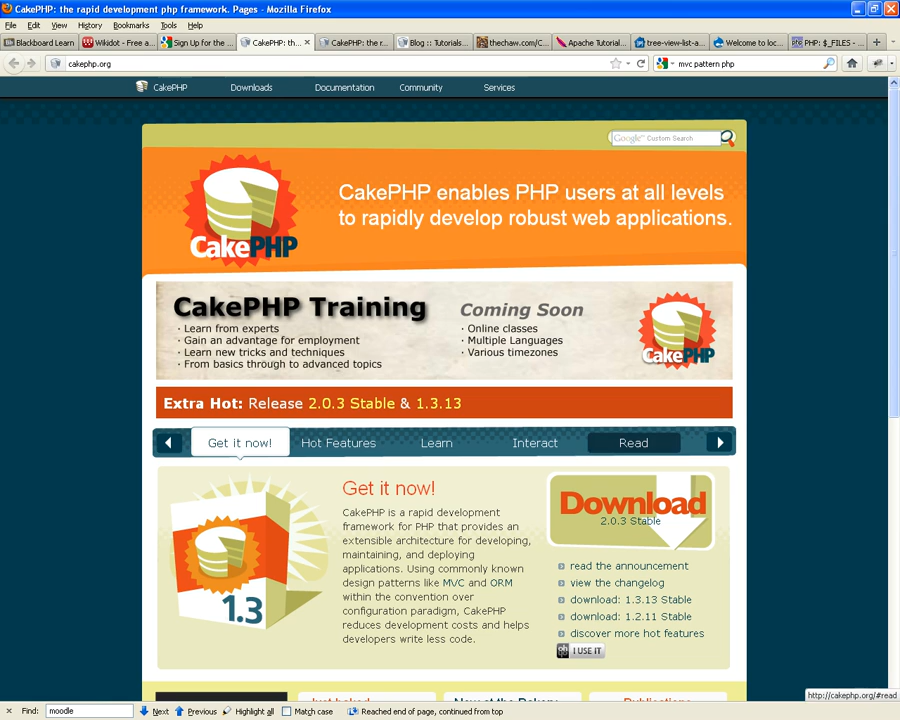 CakePHP: the rapid development php framework. Pages - Mozilla Firefox
File Edit View History Bookmarks Tools Help
Blackboard Learn
Wikidot - Free a...
Sign Up for the ...
CakePHP: th...
CakePHP: the r...
Blog :: Tutorials...
thechaw.com/C...
Apache Tutorial...
tree-view-list-a...
Welcome to loc...
PHP: $_FILES - ...
cakephp.org
mvc pattern php
CakePHP Downloads Documentation Community Services
Google™ Custom Search
CakePHP
CakePHP enables PHP users at all levels
to rapidly develop robust web applications.
CakePHP Training
· Learn from experts
· Gain an advantage for employment
· Learn new tricks and techniques
· From basics through to advanced topics
Coming Soon
· Online classes
· Multiple Languages
· Various timezones
CakePHP
Extra Hot: Release 2.0.3 Stable & 1.3.13
Get it now! Hot Features Learn Interact Read
1.3
Get it now!
CakePHP is a rapid development
framework for PHP that provides an
extensible architecture for developing,
maintaining, and deploying
applications. Using commonly known
design patterns like MVC and ORM
within the convention over
configuration paradigm, CakePHP
reduces development costs and helps
developers write less code.
Download
2.0.3 Stable
read the announcement
view the changelog
download: 1.3.13 Stable
download: 1.2.11 Stable
discover more hot features
I USE IT
http://cakephp.org/#read
Find: moodle Next Previous Highlight all Match case Reached end of page, continued from top